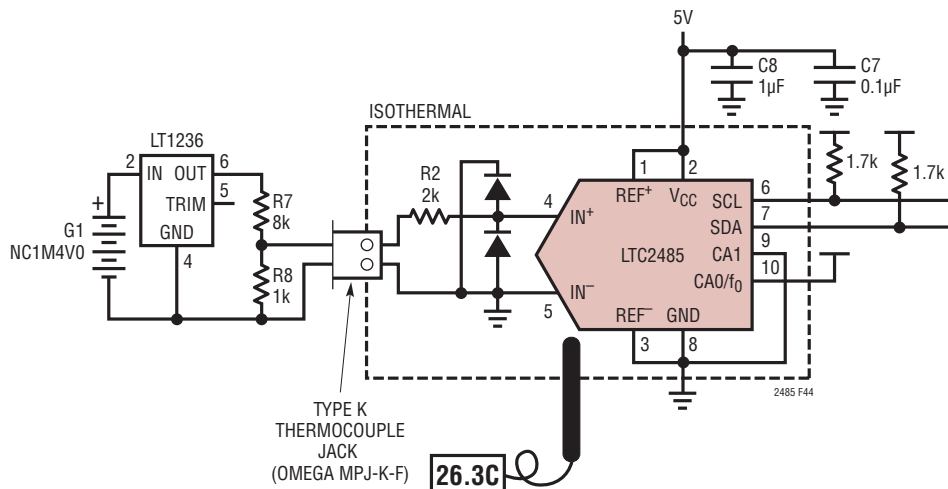 5V
C8
1µF
C7
0.1µF
ISOTHERMAL
LT1236
2
IN
OUT
6
TRIM
5
GND
4
+
G1
NC1M4V0
R7
8k
R8
1k
R2
2k
4
IN+
IN–
5
1
REF+
2
VCC
LTC2485
REF–
3
GND
8
SCL
6
SDA
7
CA1
9
CA0/f0
10
1.7k
1.7k
TYPE K
THERMOCOUPLE
JACK
(OMEGA MPJ-K-F)
26.3C
2485 F44